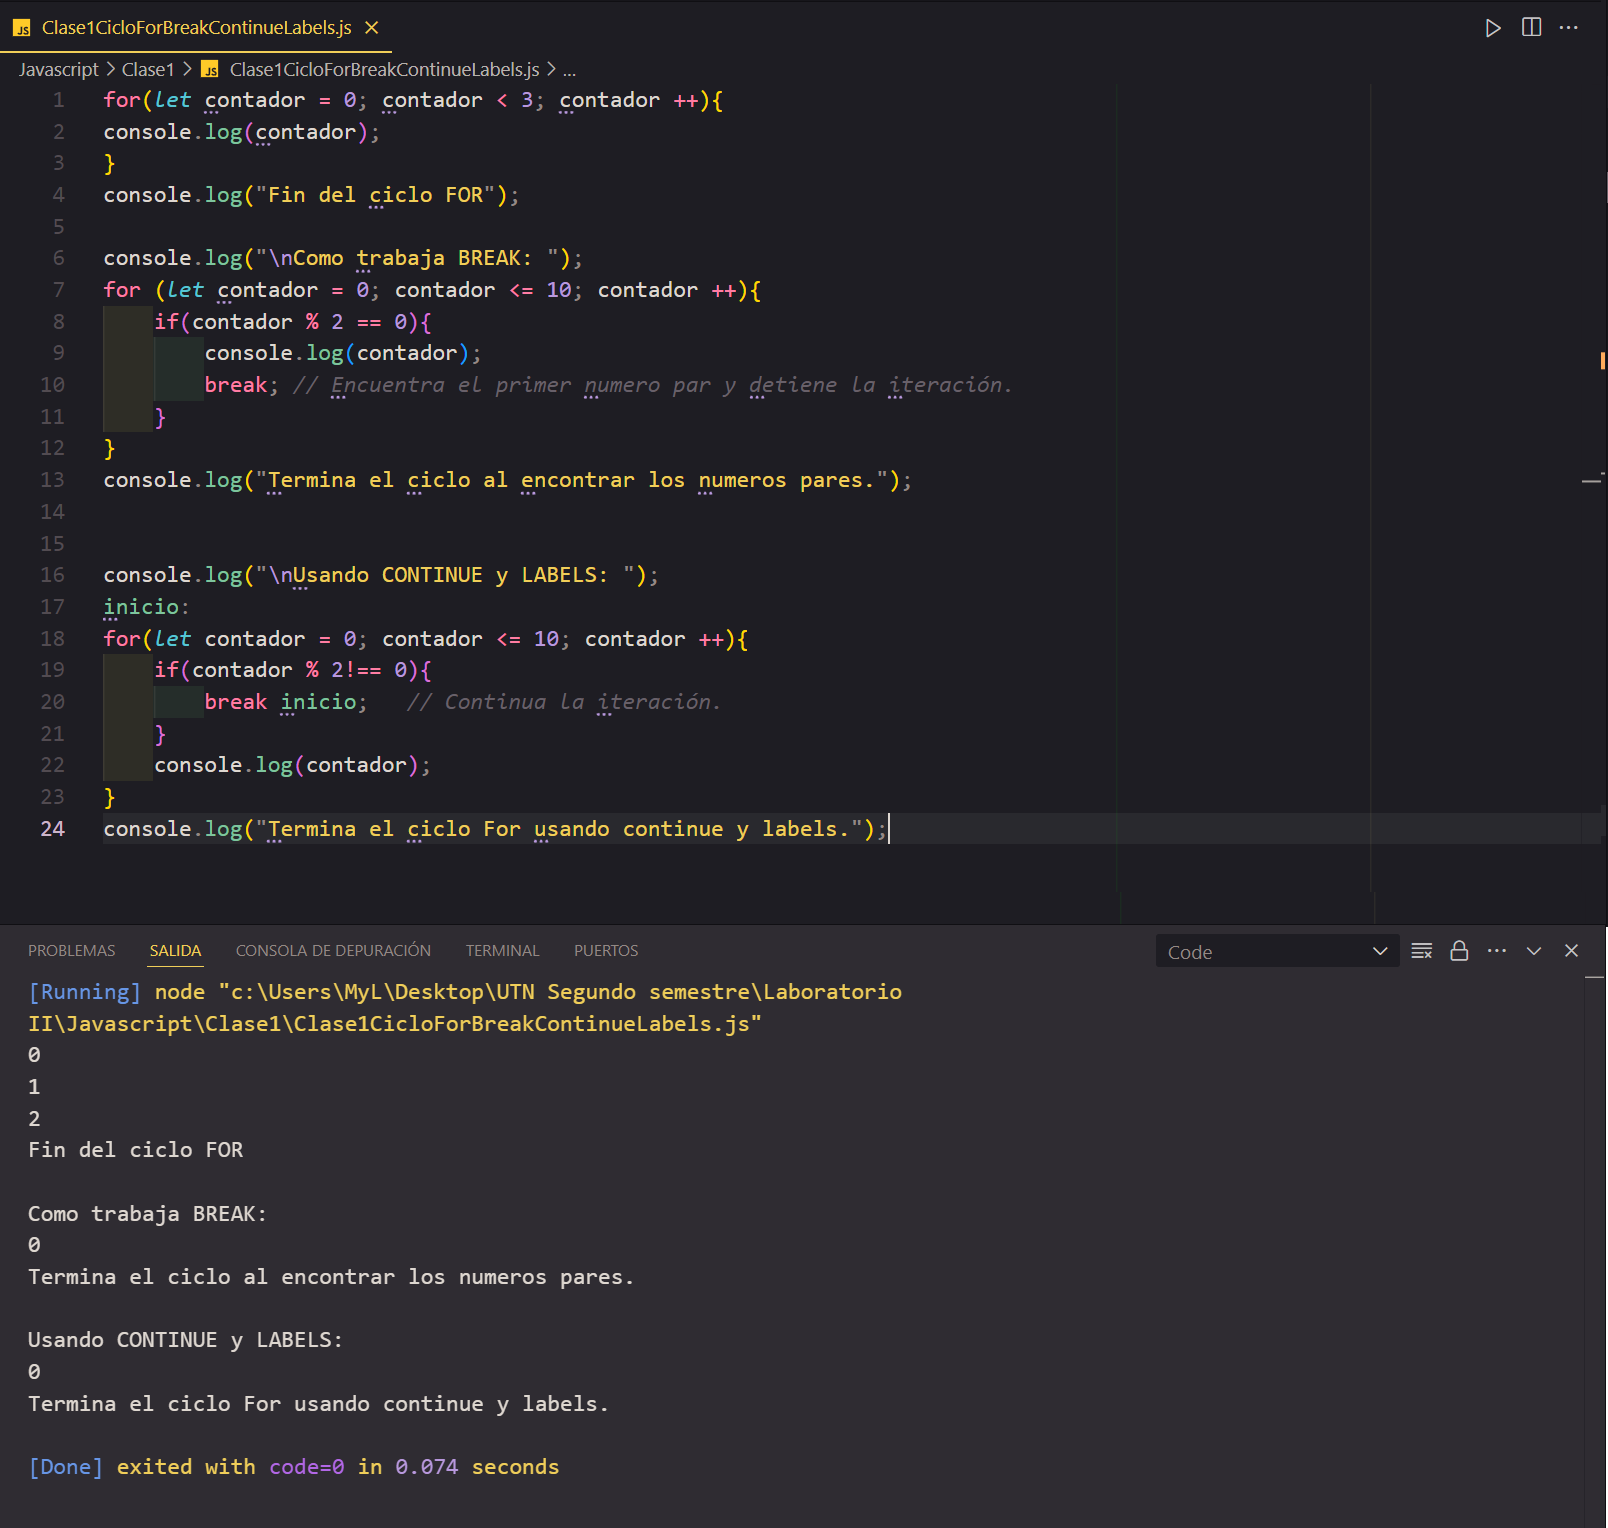 JS Clase1CicloForBreakContinueLabels.js
Javascript > Clase1 > JS Clase1CicloForBreakContinueLabels.js > ...
1 for(let contador = 0; contador < 3; contador ++){
2 console.log(contador);
3 }
4 console.log("Fin del ciclo FOR");
5
6 console.log("\nComo trabaja BREAK: ");
7 for (let contador = 0; contador <= 10; contador ++){
8     if(contador % 2 == 0){
9         console.log(contador);
10         break; // Encuentra el primer numero par y detiene la iteración.
11     }
12 }
13 console.log("Termina el ciclo al encontrar los numeros pares.");
14
15
16 console.log("\nUsando CONTINUE y LABELS: ");
17 inicio:
18 for(let contador = 0; contador <= 10; contador ++){
19     if(contador % 2!== 0){
20         break inicio;   // Continua la iteración.
21     }
22     console.log(contador);
23 }
24 console.log("Termina el ciclo For usando continue y labels.");
PROBLEMAS SALIDA CONSOLA DE DEPURACIÓN TERMINAL PUERTOS Code
[Running] node "c:\Users\MyL\Desktop\UTN Segundo semestre\Laboratorio
II\Javascript\Clase1\Clase1CicloForBreakContinueLabels.js"
0
1
2
Fin del ciclo FOR
Como trabaja BREAK:
0
Termina el ciclo al encontrar los numeros pares.
Usando CONTINUE y LABELS:
0
Termina el ciclo For usando continue y labels.
[Done] exited with code=0 in 0.074 seconds